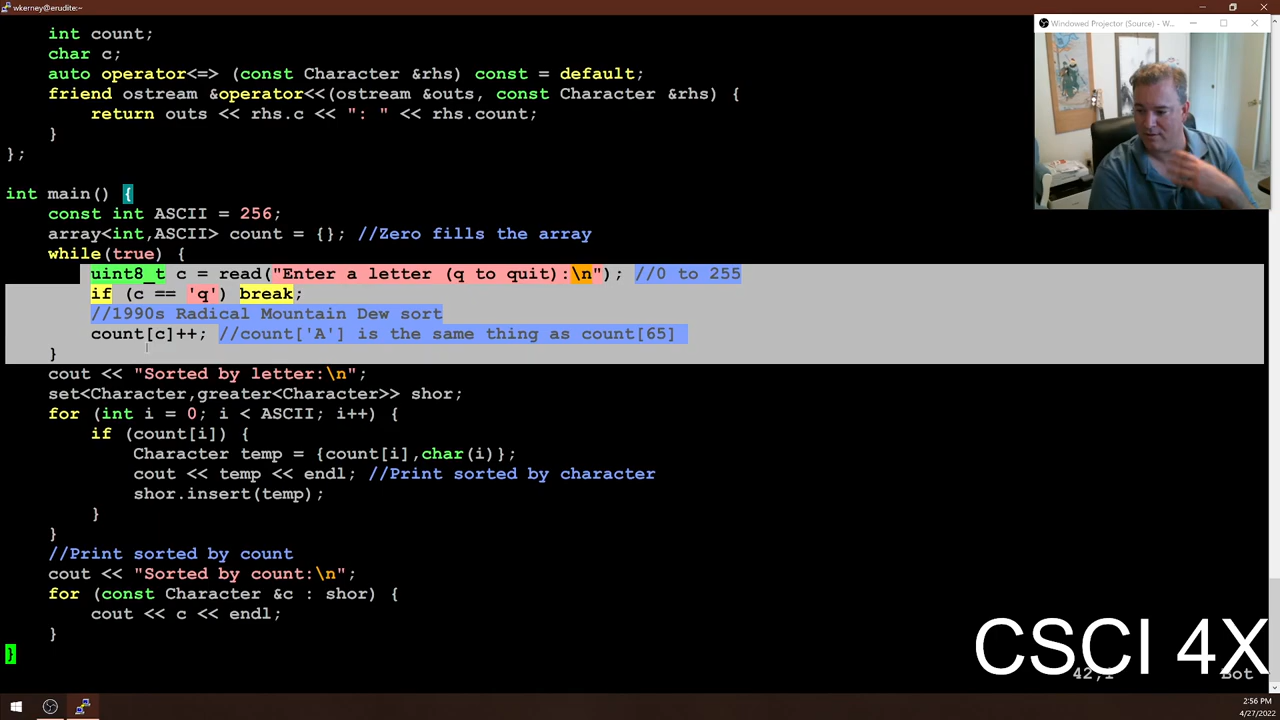 wkerney@erudite:~
Windowed Projector (Source) - W...
int count;
char c;
auto operator<=> (const Character &rhs) const = default;
friend ostream &operator<<(ostream &outs, const Character &rhs) {
return outs << rhs.c << ": " << rhs.count;
}
};
int main() {
const int ASCII = 256;
array<int,ASCII> count = {}; //Zero fills the array
while(true) {
uint8_t c = read("Enter a letter (q to quit):\n"); //0 to 255
if (c == 'q') break;
//1990s Radical Mountain Dew sort
count[c]++; //count['A'] is the same thing as count[65]
}
cout << "Sorted by letter:\n";
set<Character,greater<Character>> shor;
for (int i = 0; i < ASCII; i++) {
if (count[i]) {
Character temp = {count[i],char(i)};
cout << temp << endl; //Print sorted by character
shor.insert(temp);
}
}
//Print sorted by count
cout << "Sorted by count:\n";
for (const Character &c : shor) {
cout << c << endl;
}
}
CSCI 4X
42,1 Bot
2:56 PM
4/27/2022